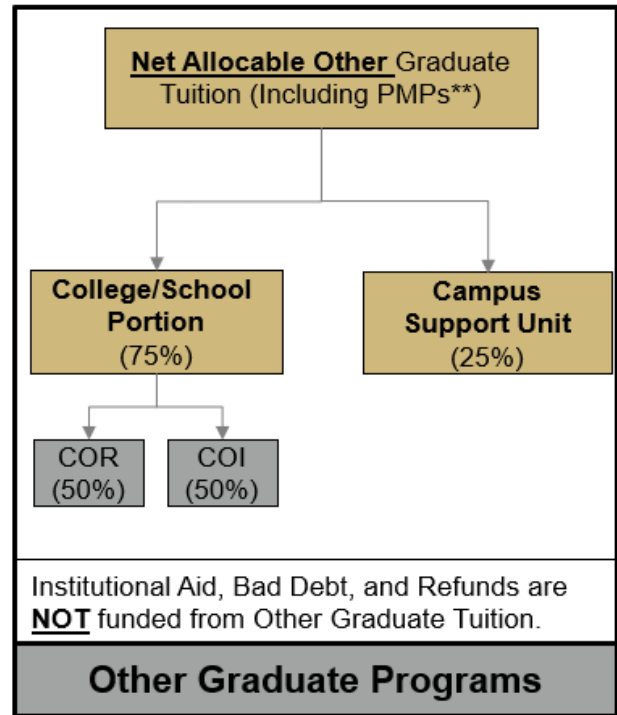 Net Allocable Other Graduate
Tuition (Including PMPs**)
College/School
Portion
(75%)
Campus
Support Unit
(25%)
COR
(50%)
COI
(50%)
Institutional Aid, Bad Debt, and Refunds are
NOT funded from Other Graduate Tuition.
Other Graduate Programs